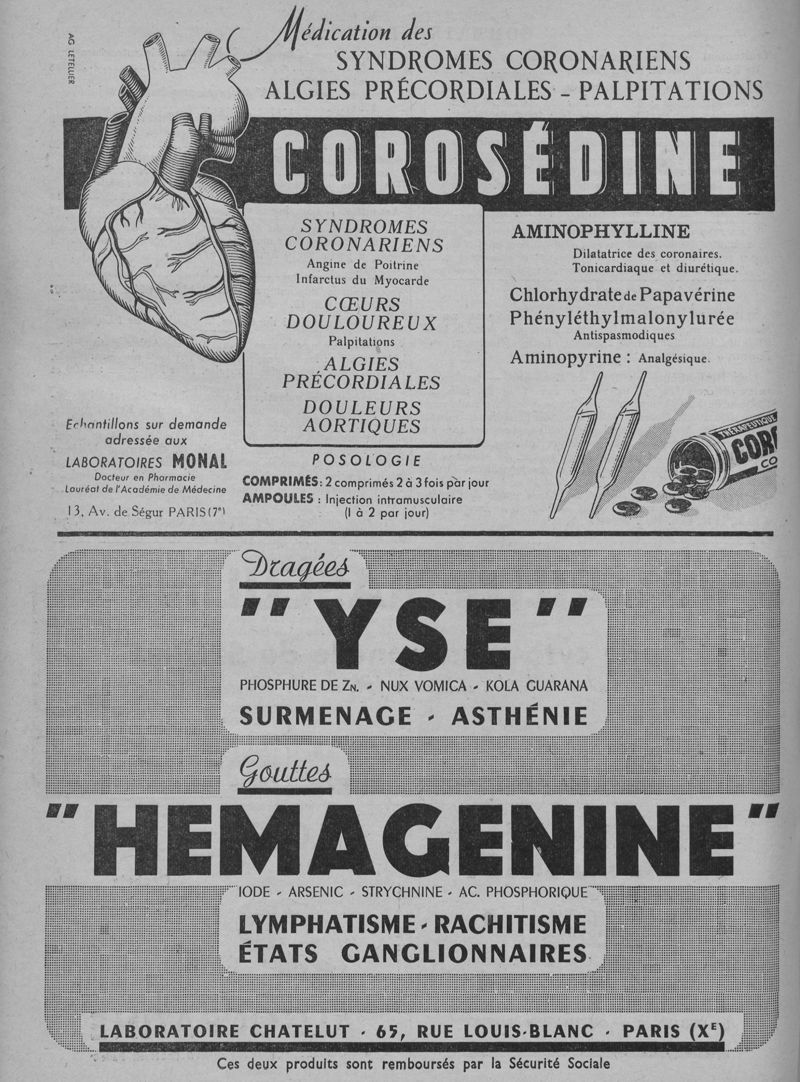 AG LETELLIER
Médication des
SYNDROMES CORONARIENS
ALGIES PRÉCORDIALES - PALPITATIONS
COROSÉDINE
SYNDROMES
CORONARIENS
Angine de Poitrine
Infarctus du Myocarde
CŒURS
DOULOUREUX
Palpitations
ALGIES
PRÉCORDIALES
DOULEURS
AORTIQUES
AMINOPHYLLINE
Dilatatrice des coronaires.
Tonicardiaque et diurétique.
Chlorhydrate de Papavérine
Phényléthylmalonylurée
Antispasmodiques
Aminopyrine : Analgésique.
THÉRAPEUTIQUE
COR
CO
Echantillons sur demande
adressée aux
LABORATOIRES MONAL
Docteur en Pharmacie
Lauréat de l'Académie de Médecine
13, Av. de Ségur PARIS (7e)
POSOLOGIE
COMPRIMÉS : 2 comprimés 2 à 3 fois par jour
AMPOULES : Injection intramusculaire
(1 à 2 par jour)
Dragées
"YSE"
PHOSPHURE DE ZN. - NUX VOMICA - KOLA GUARANA
SURMENAGE - ASTHÉNIE
Gouttes
"HEMAGENINE"
IODE - ARSENIC - STRYCHNINE - AC. PHOSPHORIQUE
LYMPHATISME - RACHITISME
ÉTATS GANGLIONNAIRES
LABORATOIRE CHATELUT - 65, RUE LOUIS-BLANC - PARIS (XE)
Ces deux produits sont remboursés par la Sécurité Sociale